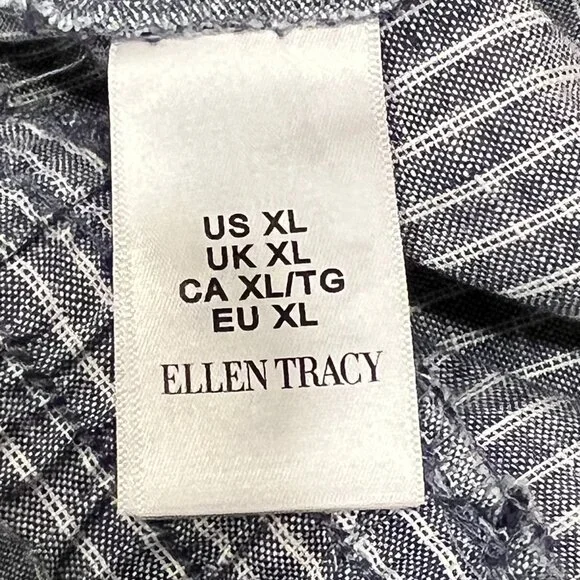 US XL
UK XL
CA XL/TG
EU XL
ELLEN TRACY